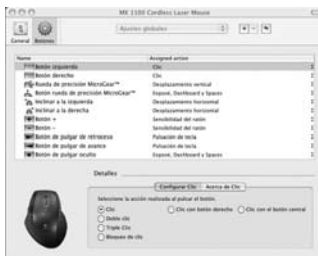 MX 1100 Cordless Laser Mouse
General Botones
Ajustes globales
Name Assigned action
Botón izquierdo Clic
Botón derecho Clic
Rueda de precisión MicroGear™ Desplazamiento vertical
Botón rueda de precisión MicroGear™ Exposé, Dashboard y Spaces
Inclinar a la izquierda Desplazamiento horizontal
Inclinar a la derecha Desplazamiento horizontal
Botón + Sensibilidad del ratón
Botón - Sensibilidad del ratón
Botón de pulgar de retroceso Pulsación de tecla
Botón de pulgar de avance Pulsación de tecla
Botón de pulgar oculto Exposé, Dashboard y Spaces
Detalles
Configurar Clic Acerca de Clic
Seleccione la acción realizada al pulsar el botón.
Clic Clic con botón derecho Clic con el botón central
Doble clic
Triple Clic
Bloqueo de clic